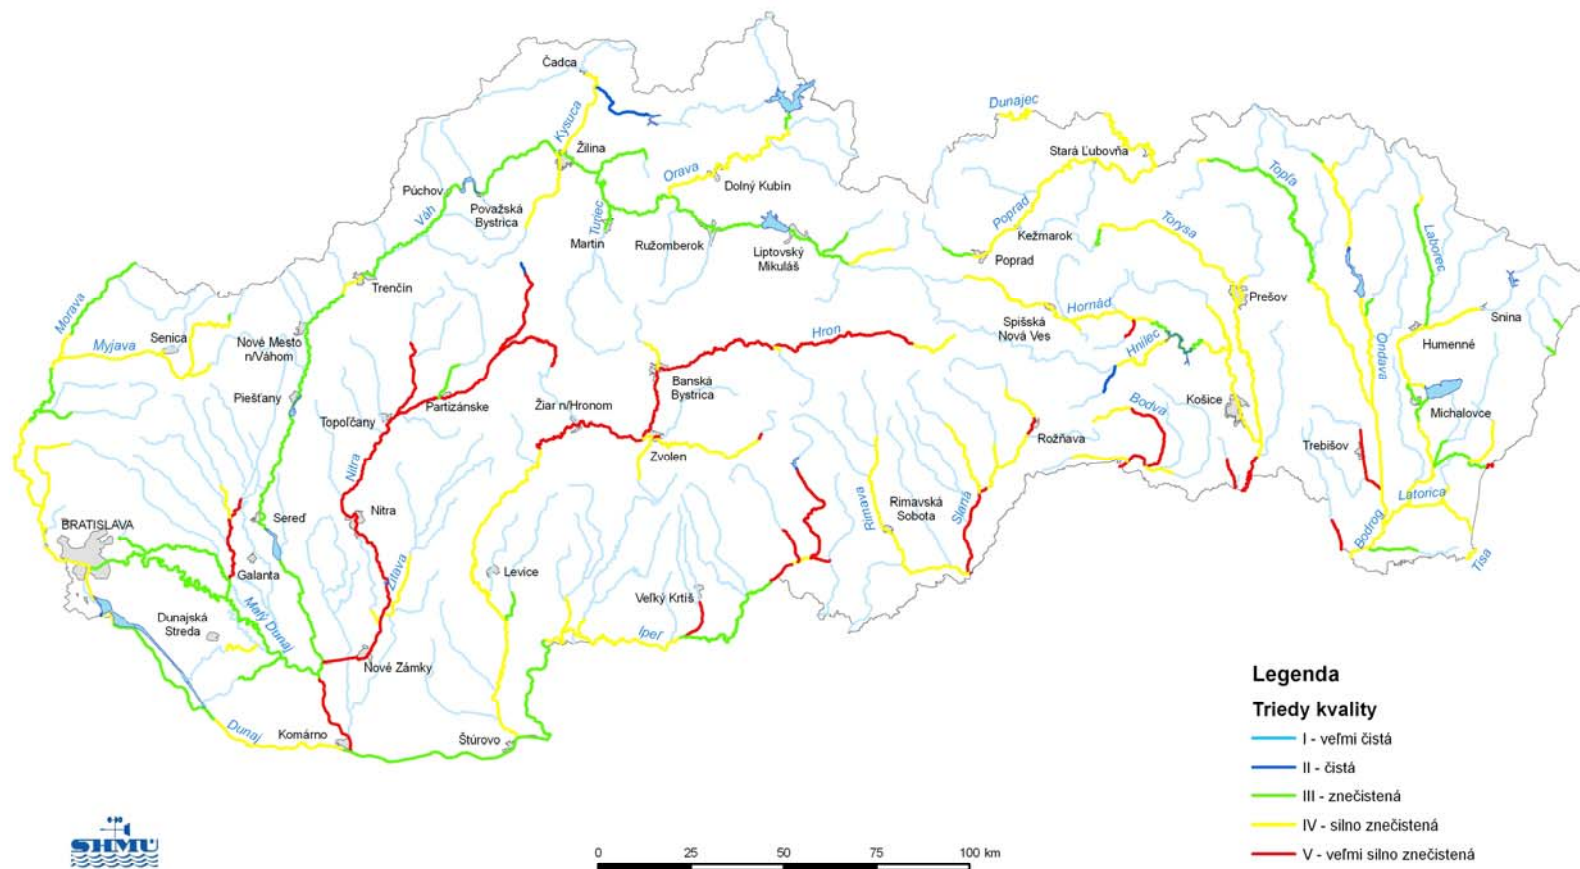 Čadca
Dunajec
Kysuca
Žilina
Stará Ľubovňa
Topľa
Orava
Dolný Kubín
Púchov
Váh
Považská
Bystrica
Turiec
Martin
Ružomberok
Liptovský
Mikuláš
Poprad
Kežmarok
Poprad
Torysa
Laborec
Trenčín
Morava
Prešov
Hornád
Spišská
Nová Ves
Snina
Senica
Myjava
Nové Mesto
n/Váhom
Hron
Hnilec
Ondava
Humenné
Piešťany
Topoľčany
Partizánske
Žiar n/Hronom
Banská
Bystrica
Košice
Bodva
Michalovce
Rožňava
Trebišov
Zvolen
Nitra
Latorica
Rimava
Rimavská
Sobota
Slaná
BRATISLAVA
Sereď
Nitra
Bodrog
Tisa
Galanta
Žitava
Levice
Malý Dunaj
Dunajská
Streda
Veľký Krtíš
Ipeľ
Nové Zámky
Dunaj
Komárno
Štúrovo
Legenda
Triedy kvality
I - veľmi čistá
II - čistá
III - znečistená
IV - silno znečistená
V - veľmi silno znečistená
SHMÚ
0 25 50 75 100 km